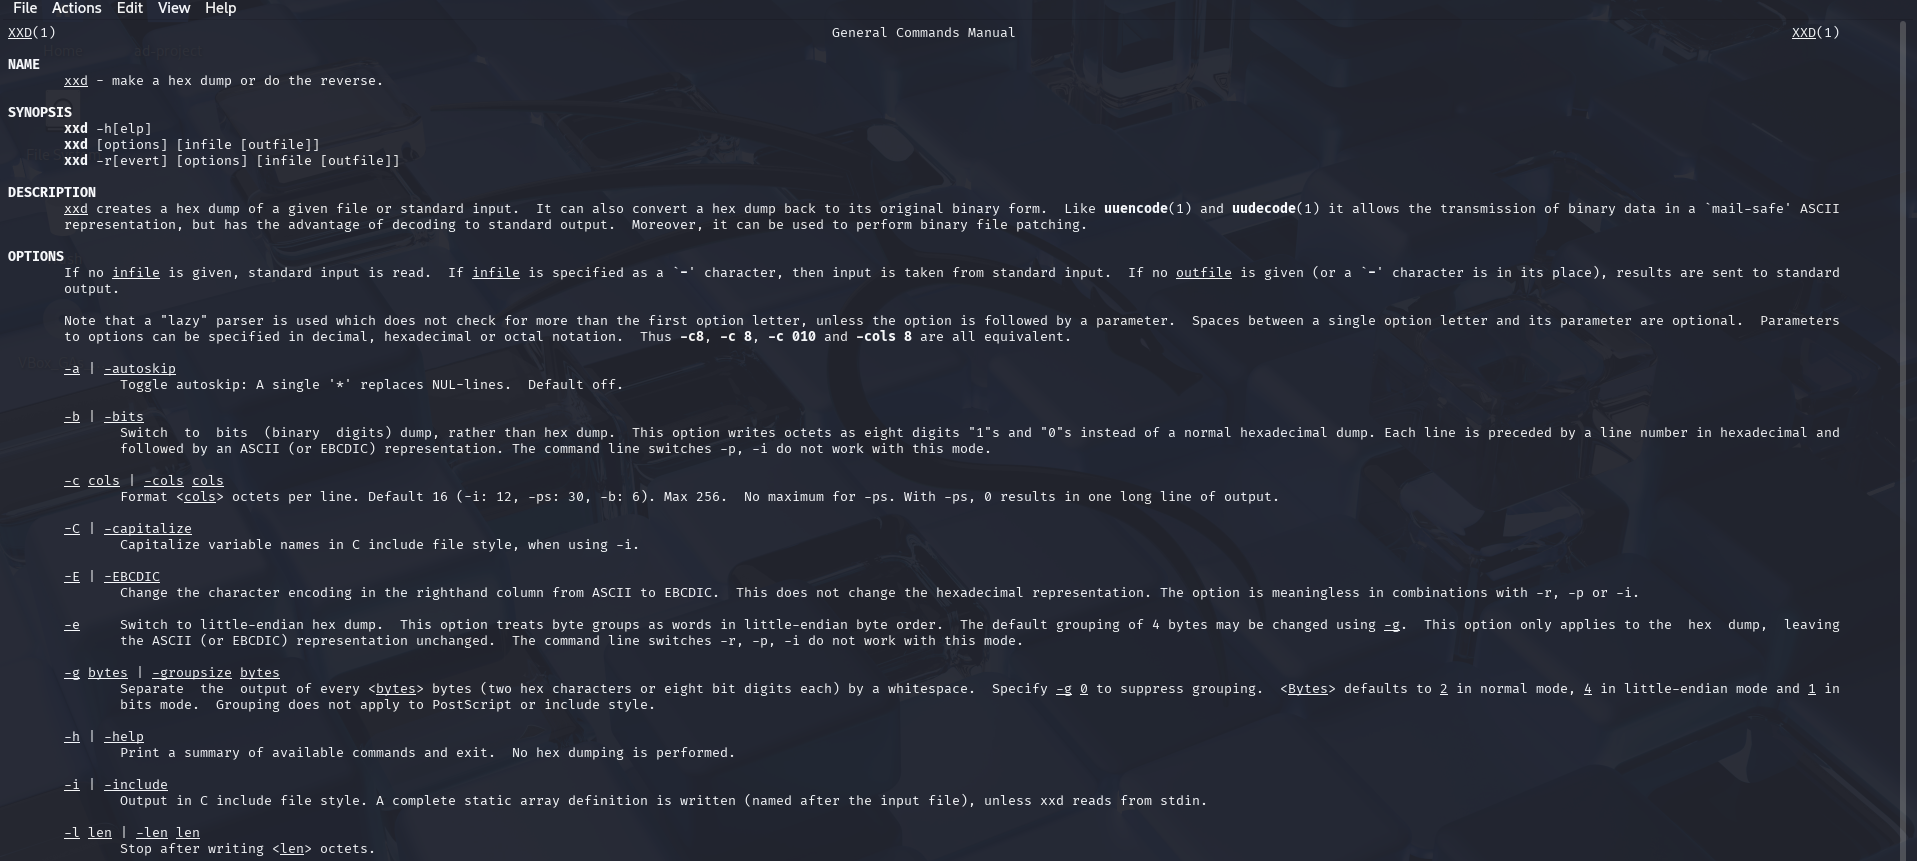 File Actions Edit View Help
XXD(1) General Commands Manual XXD(1)
NAME
xxd - make a hex dump or do the reverse.
SYNOPSIS
xxd -h[elp]
xxd [options] [infile [outfile]]
xxd -r[evert] [options] [infile [outfile]]
DESCRIPTION
xxd creates a hex dump of a given file or standard input. It can also convert a hex dump back to its original binary form. Like uuencode(1) and uudecode(1) it allows the transmission of binary data in a `mail-safe' ASCII
representation, but has the advantage of decoding to standard output. Moreover, it can be used to perform binary file patching.
OPTIONS
If no infile is given, standard input is read. If infile is specified as a `-' character, then input is taken from standard input. If no outfile is given (or a `-' character is in its place), results are sent to standard
output.
Note that a "lazy" parser is used which does not check for more than the first option letter, unless the option is followed by a parameter. Spaces between a single option letter and its parameter are optional. Parameters
to options can be specified in decimal, hexadecimal or octal notation. Thus -c8, -c 8, -c 010 and -cols 8 are all equivalent.
-a | -autoskip
Toggle autoskip: A single '*' replaces NUL-lines. Default off.
-b | -bits
Switch to bits (binary digits) dump, rather than hex dump. This option writes octets as eight digits "1"s and "0"s instead of a normal hexadecimal dump. Each line is preceded by a line number in hexadecimal and
followed by an ASCII (or EBCDIC) representation. The command line switches -p, -i do not work with this mode.
-c cols | -cols cols
Format <cols> octets per line. Default 16 (-i: 12, -ps: 30, -b: 6). Max 256. No maximum for -ps. With -ps, 0 results in one long line of output.
-C | -capitalize
Capitalize variable names in C include file style, when using -i.
-E | -EBCDIC
Change the character encoding in the righthand column from ASCII to EBCDIC. This does not change the hexadecimal representation. The option is meaningless in combinations with -r, -p or -i.
-e Switch to little-endian hex dump. This option treats byte groups as words in little-endian byte order. The default grouping of 4 bytes may be changed using -g. This option only applies to the hex dump, leaving
the ASCII (or EBCDIC) representation unchanged. The command line switches -r, -p, -i do not work with this mode.
-g bytes | -groupsize bytes
Separate the output of every <bytes> bytes (two hex characters or eight bit digits each) by a whitespace. Specify -g 0 to suppress grouping. <Bytes> defaults to 2 in normal mode, 4 in little-endian mode and 1 in
bits mode. Grouping does not apply to PostScript or include style.
-h | -help
Print a summary of available commands and exit. No hex dumping is performed.
-i | -include
Output in C include file style. A complete static array definition is written (named after the input file), unless xxd reads from stdin.
-l len | -len len
Stop after writing <len> octets.